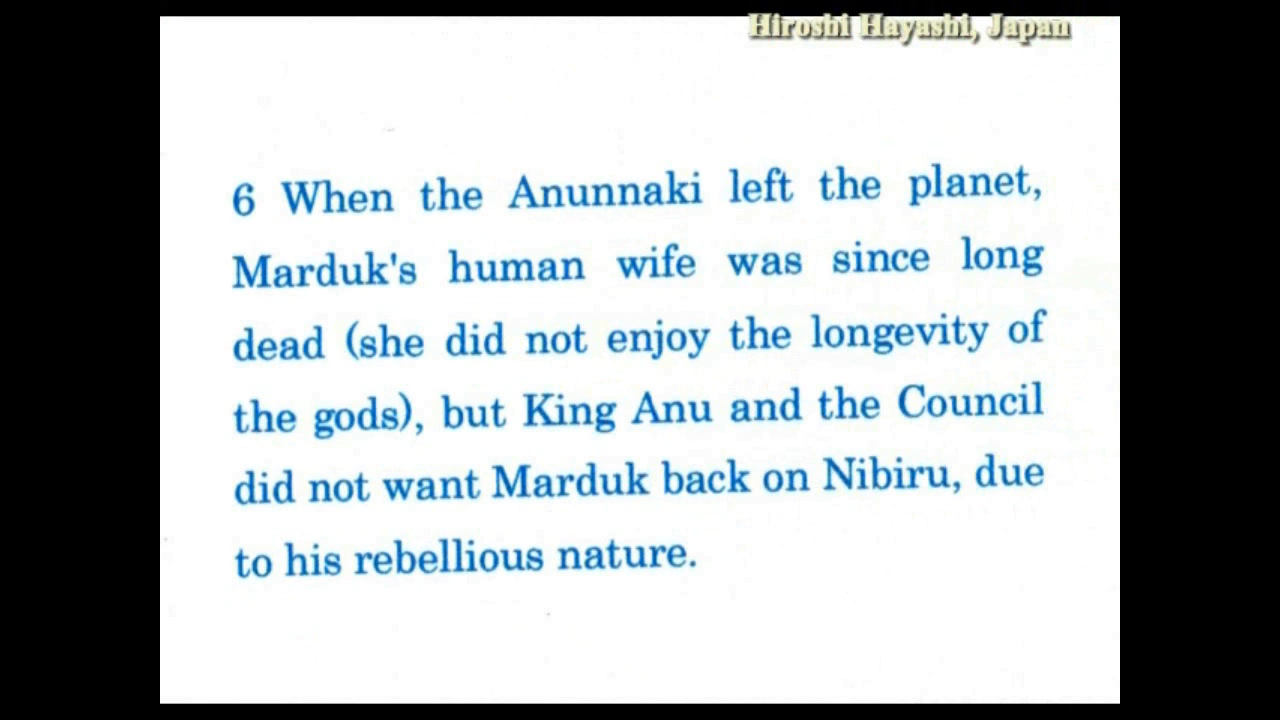 Hiroshi Hayashi, Japan
6 When the Anunnaki left the planet,
Marduk's human wife was since long
dead (she did not enjoy the longevity of
the gods), but King Anu and the Council
did not want Marduk back on Nibiru, due
to his rebellious nature.